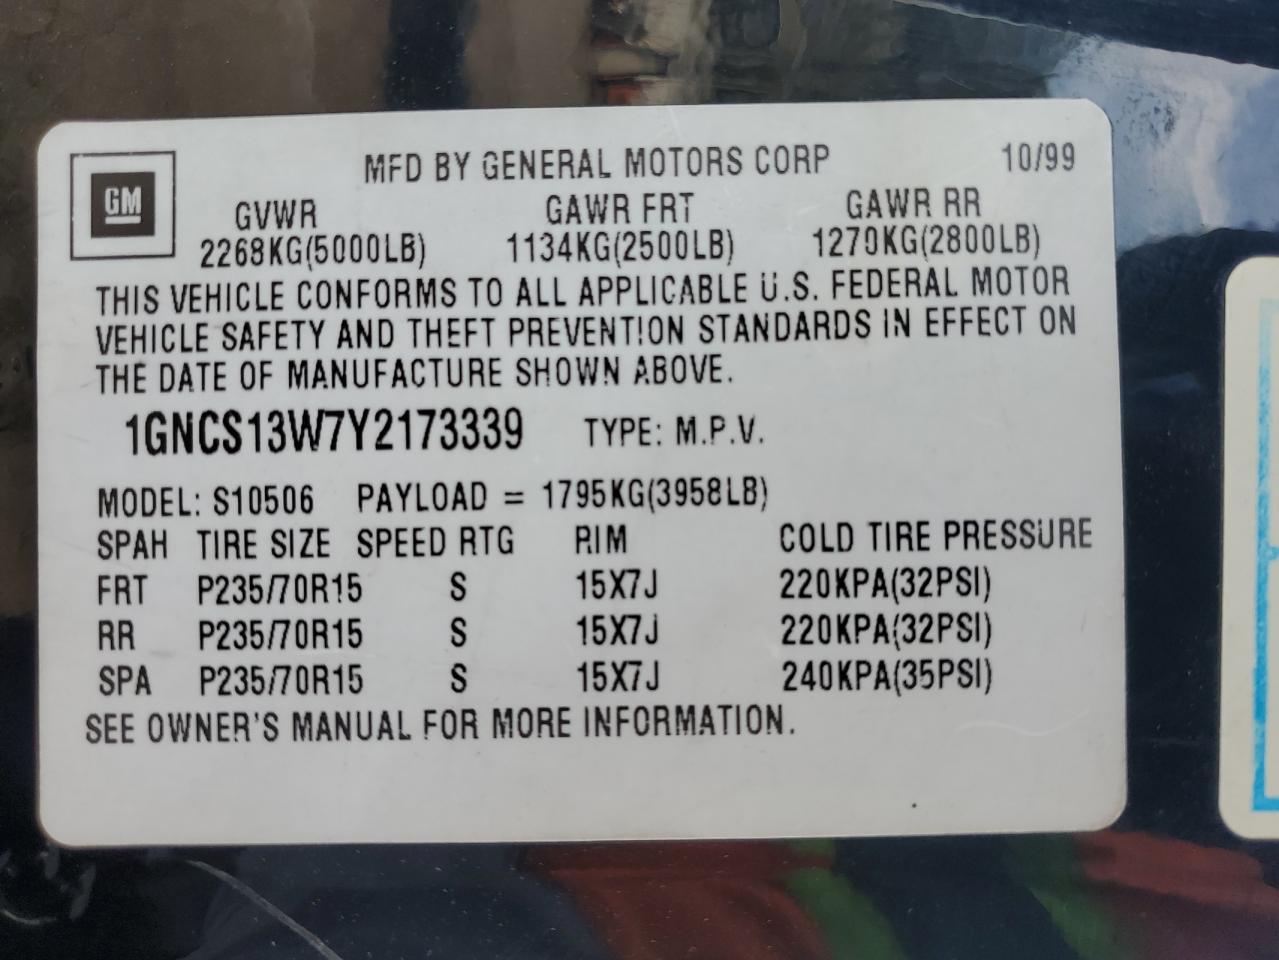 GM
MFD BY GENERAL MOTORS CORP 10/99
GVWR GAWR FRT GAWR RR
2268KG(5000LB) 1134KG(2500LB) 1270KG(2800LB)
THIS VEHICLE CONFORMS TO ALL APPLICABLE U.S. FEDERAL MOTOR
VEHICLE SAFETY AND THEFT PREVENTION STANDARDS IN EFFECT ON
THE DATE OF MANUFACTURE SHOWN ABOVE.
1GNCS13W7Y2173339 TYPE: M.P.V.
MODEL: S10506 PAYLOAD = 1795KG(3958LB)
SPAH TIRE SIZE SPEED RTG RIM COLD TIRE PRESSURE
FRT P235/70R15 S 15X7J 220KPA(32PSI)
RR P235/70R15 S 15X7J 220KPA(32PSI)
SPA P235/70R15 S 15X7J 240KPA(35PSI)
SEE OWNER'S MANUAL FOR MORE INFORMATION.